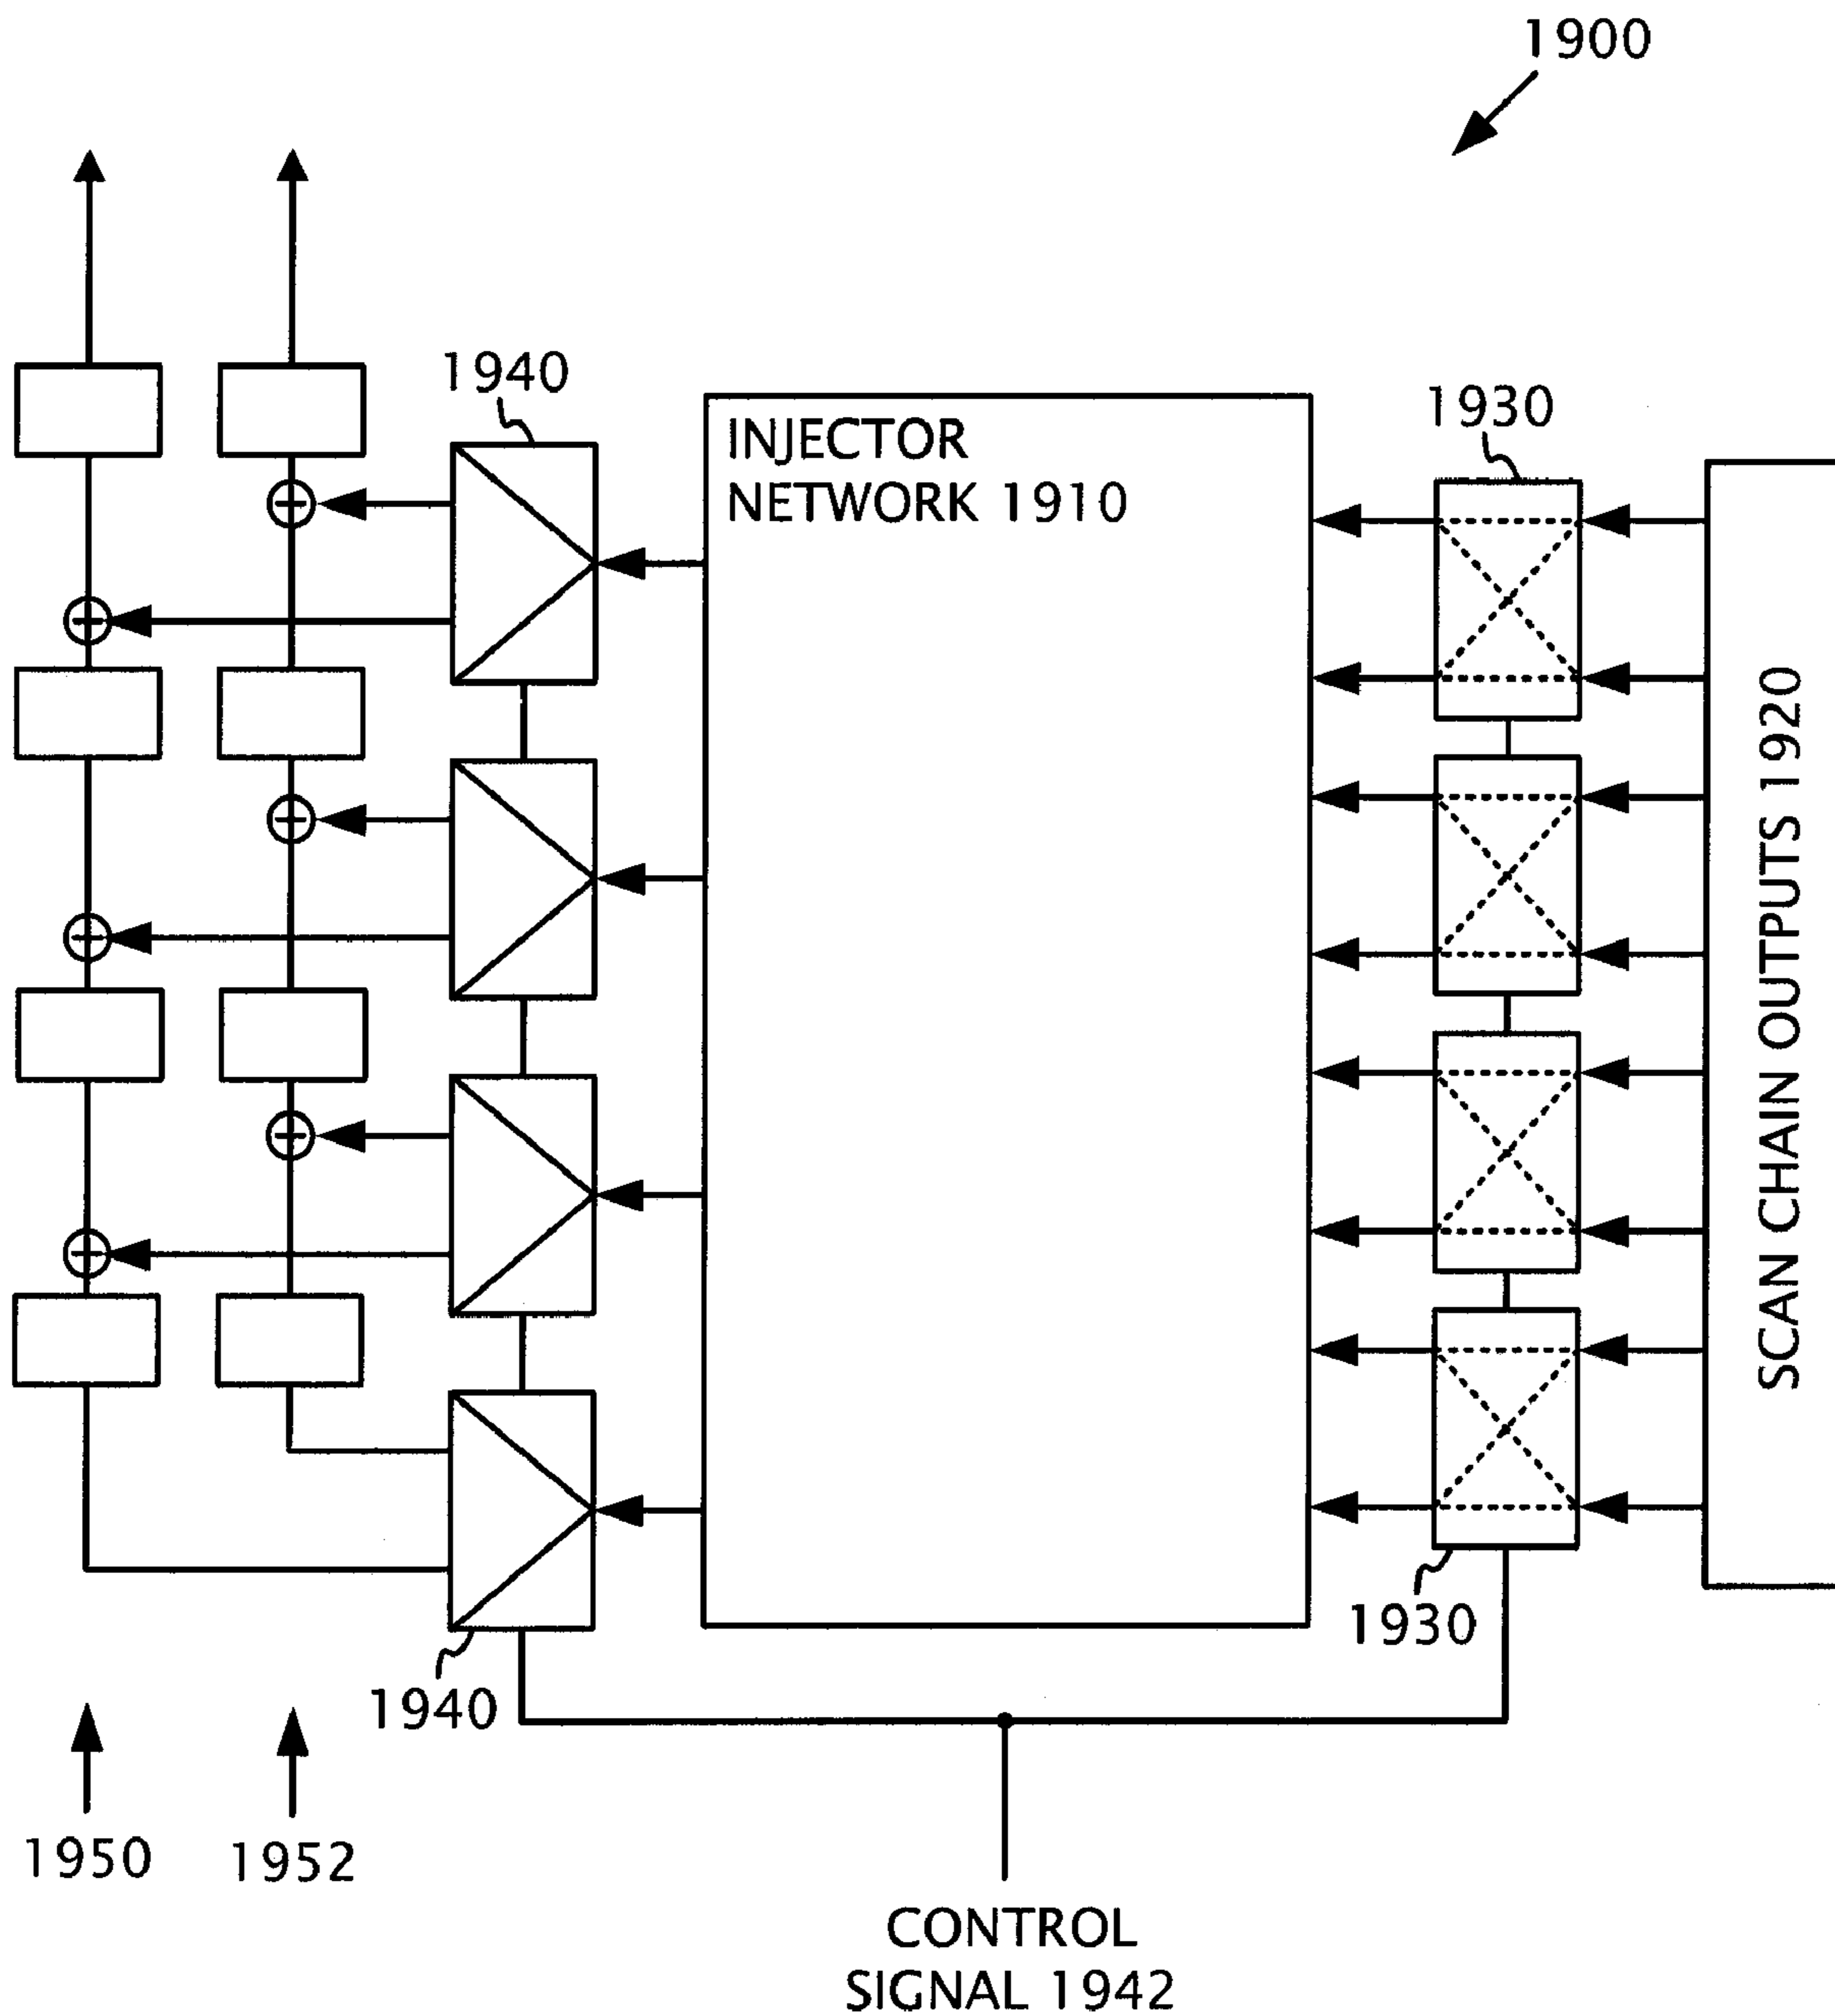 1900
1940
1930
INJECTOR
NETWORK 1910
SCAN CHAIN OUTPUTS 1920
1930
1940
1950
1952
CONTROL
SIGNAL 1942